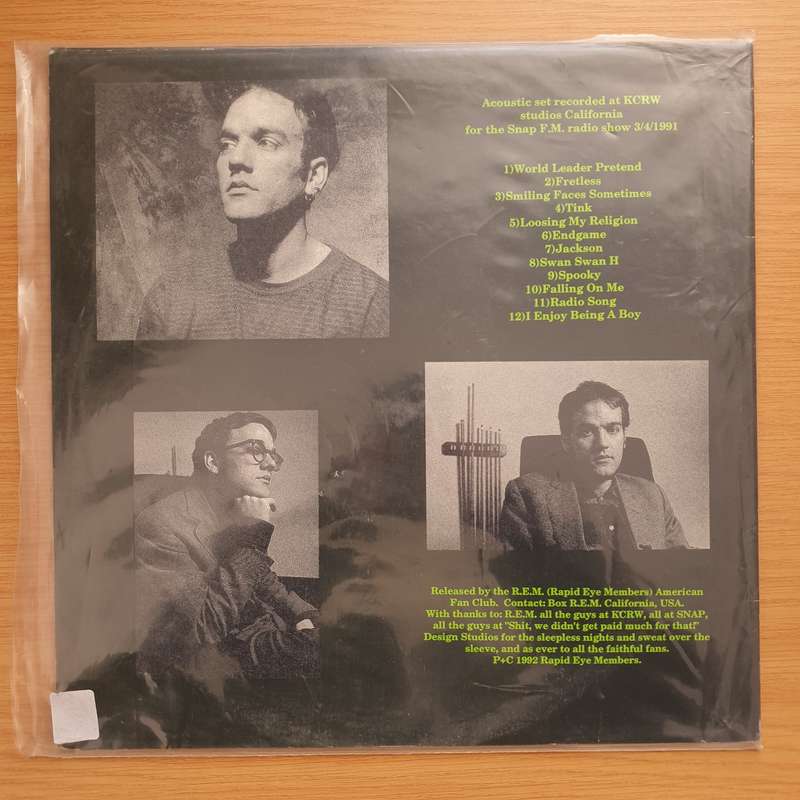 Acoustic set recorded at KCRW
studios California
for the Snap F.M. radio show 3/4/1991
1)World Leader Pretend
2)Fretless
3)Smiling Faces Sometimes
4)Tink
5)Loosing My Religion
6)Endgame
7)Jackson
8)Swan Swan H
9)Spooky
10)Falling On Me
11)Radio Song
12)I Enjoy Being A Boy
Released by the R.E.M. (Rapid Eye Members) American
Fan Club. Contact: Box R.E.M. California, USA.
With thanks to: R.E.M. all the guys at KCRW, all at SNAP,
all the guys at "Shit, we didn't get paid much for that!"
Design Studios for the sleepless nights and sweat over the
sleeve, and as ever to all the faithful fans.
P+C 1992 Rapid Eye Members.